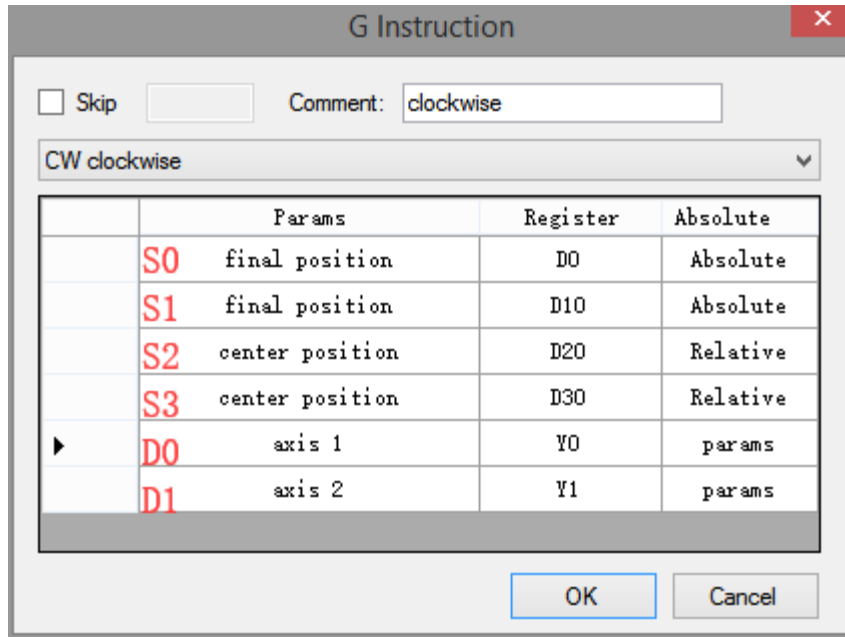 G Instruction
Skip Comment: clockwise
CW clockwise
Params Register Absolute
S0 final position D0 Absolute
S1 final position D10 Absolute
S2 center position D20 Relative
S3 center position D30 Relative
D0 axis 1 Y0 params
D1 axis 2 Y1 params
OK Cancel